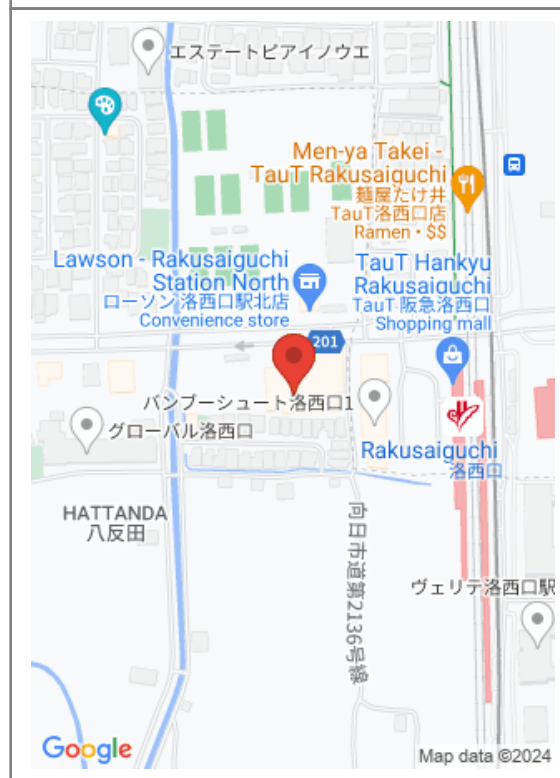 エステートピアイノウエ
Men-ya Takei -
TauT Rakusaiguchi
麺屋たけ井
TauT洛西口店
Ramen • $$
Lawson - Rakusaiguchi
Station North
ローソン 洛西口駅北店
Convenience store
TauT Hankyu
Rakusaiguchi
TauT 阪急洛西口
Shopping mall
201
バンブーシュート洛西口1
グローバル洛西口
Rakusaiguchi
洛西口
HATTANDA
八反田
向日市道第2136号線
ヴェリテ洛西口駅
Google
Map data ©2024